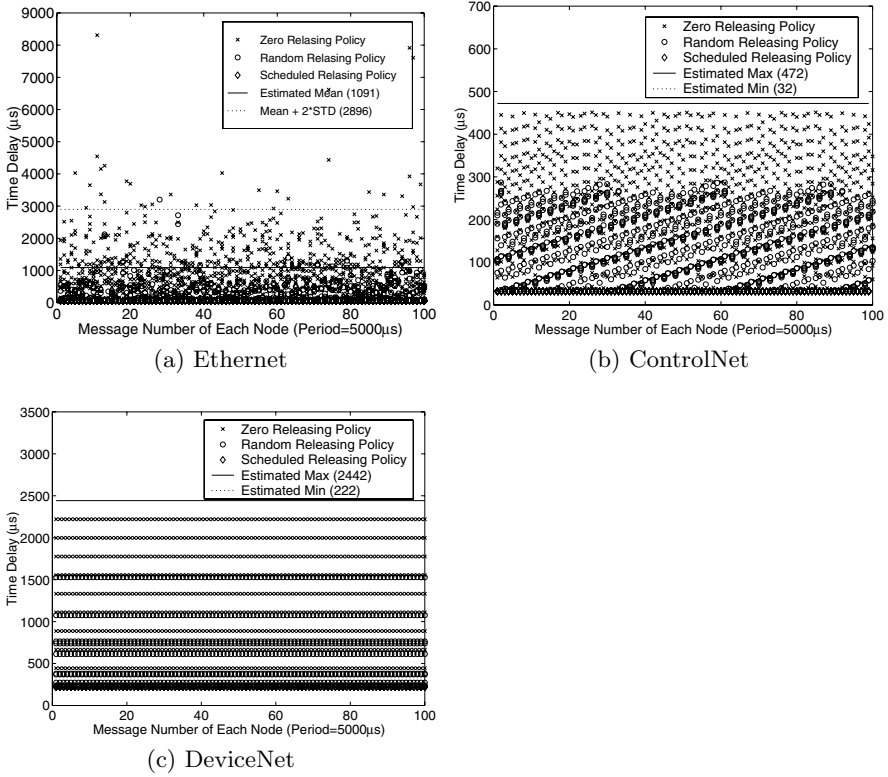 9000
8000
7000
6000
5000
4000
3000
2000
1000
0
Time Delay (μs)
Zero Relasing Policy
Random Relasing Policy
Scheduled Relasing Policy
Estimated Mean (1091)
Mean + 2*STD (2896)
0 20 40 60 80 100
Message Number of Each Node (Period=5000μs)
(a) Ethernet
700
600
500
400
300
200
100
0
Time Delay (μs)
Zero Releasing Policy
Random Releasing Policy
Scheduled Releasing Policy
Estimated Max (472)
Estimated Min (32)
0 20 40 60 80 100
Message Number of Each Node (Period=5000μs)
(b) ControlNet
3500
3000
2500
2000
1500
1000
500
0
Time Delay (μs)
Zero Releasing Policy
Random Releasing Policy
Scheduled Releasing Policy
Estimated Max (2442)
Estimated Min (222)
0 20 40 60 80 100
Message Number of Each Node (Period=5000μs)
(c) DeviceNet